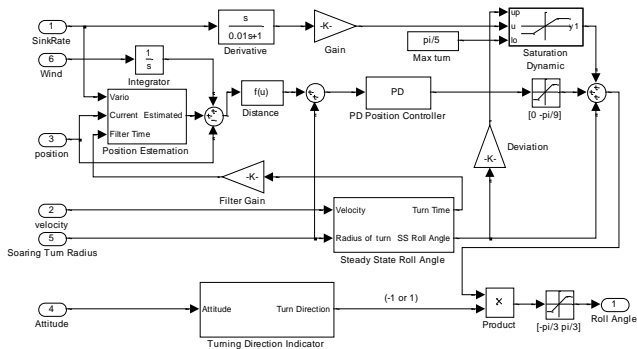 1
SinkRate
6
Wind
s
0.01s+1
Derivative
-K-
Gain
pi/5
Max turn
up
u
lo
y1
Saturation
Dynamic
1
s
Integrator
Vario
Current Estimated
Filter Time
Position Estemation
3
position
f(u)
Distance
PD
PD Position Controller
[0 -pi/9]
-K-
Deviation
-K-
Filter Gain
2
velocity
5
Soaring Turn Radius
Velocity Turn Time
Radius of turn SS Roll Angle
Steady State Roll Angle
4
Attitude
Attitude Turn Direction
Turning Direction Indicator
(-1 or 1)
×
Product
[-pi/3 pi/3]
1
Roll Angle